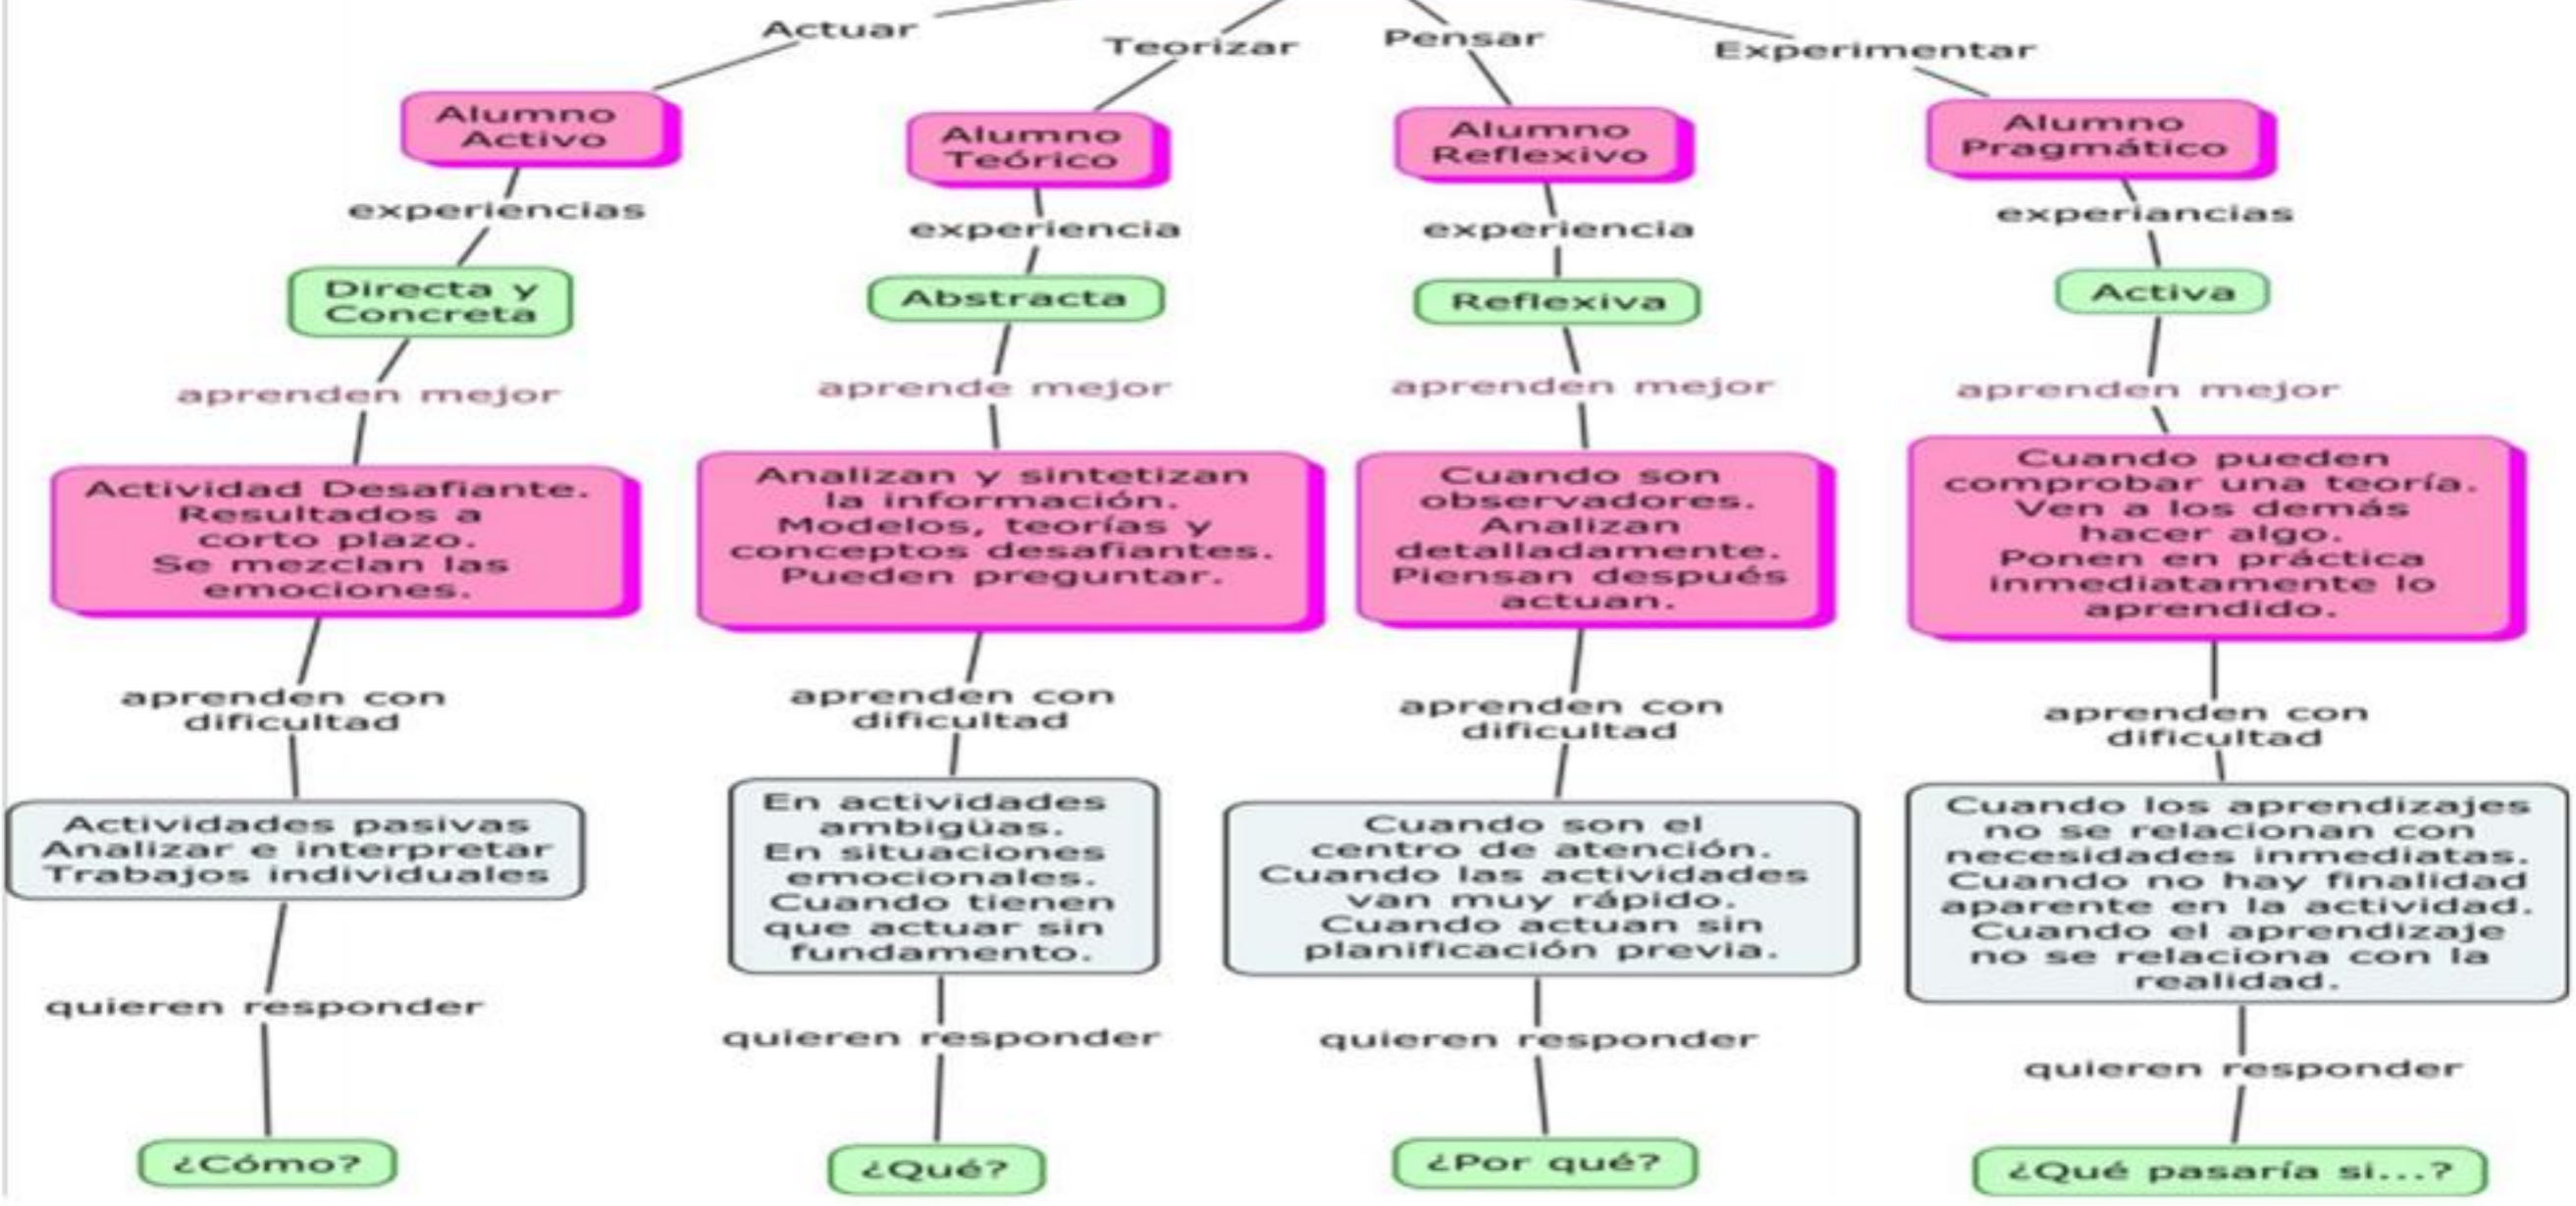 Actuar
Teorizar
Pensar
Experimentar
Alumno
Activo
Alumno
Teórico
Alumno
Reflexivo
Alumno
Pragmático
experiencias
experiencia
experiencia
experiancias
Directa y
Concreta
Abstracta
Reflexiva
Activa
aprenden mejor
aprende mejor
aprenden mejor
aprenden mejor
Actividad Desafiante.
Resultados a
corto plazo.
Se mezclan las
emociones.
Analizan y sintetizan
la información.
Modelos, teorías y
conceptos desafiantes.
Pueden preguntar.
Cuando son
observadores.
Analizan
detalladamente.
Piensan después
actuan.
Cuando pueden
comprobar una teoría.
Ven a los demás
hacer algo.
Ponen en práctica
inmediatamente lo
aprendido.
aprenden con
dificultad
aprenden con
dificultad
aprenden con
dificultad
aprenden con
dificultad
Actividades pasivas
Analizar e interpretar
Trabajos individuales
En actividades
ambigüas.
En situaciones
emocionales.
Cuando tienen
que actuar sin
fundamento.
Cuando son el
centro de atención.
Cuando las actividades
van muy rápido.
Cuando actuan sin
planificación previa.
Cuando los aprendizajes
no se relacionan con
necesidades inmediatas.
Cuando no hay finalidad
aparente en la actividad.
Cuando el aprendizaje
no se relaciona con la
realidad.
quieren responder
quieren responder
quieren responder
quieren responder
¿Cómo?
¿Qué?
¿Por qué?
¿Qué pasaría si...?